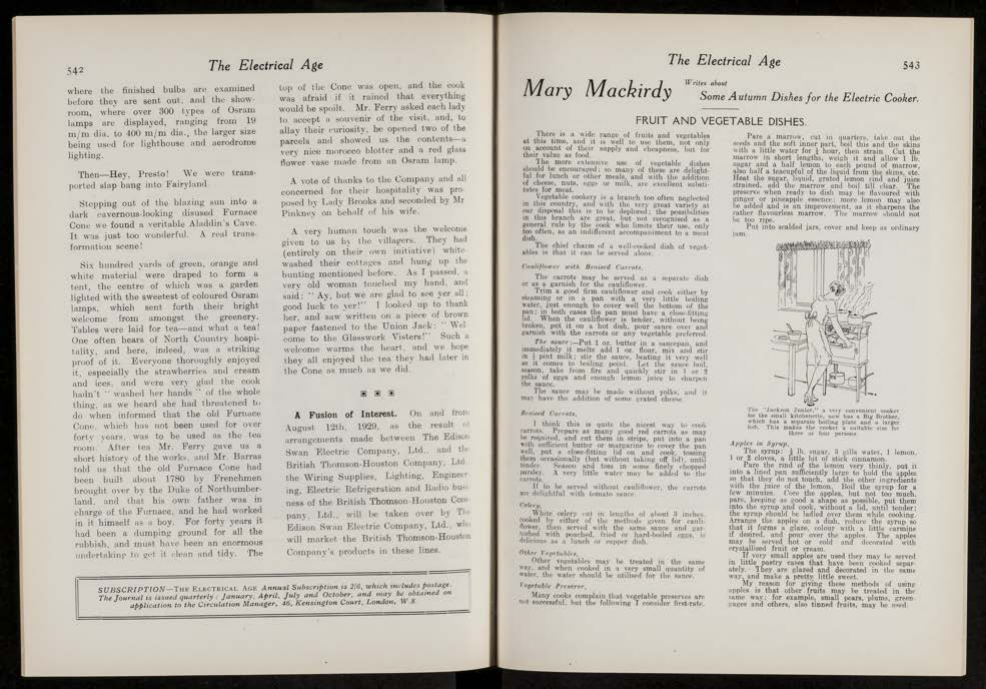 542
The Electrical Age
where the finished bulbs are examined
before they are sent out, and the show-
room, where over 300 types of Osram
lamps are displayed, ranging from 19
m/m dia. to 400 m/m dia., the larger size
being used for lighthouse and aerodrome
lighting.
Then—Hey, Presto! We were trans-
ported slap bang into Fairyland.
Stepping out of the blazing sun into a
dark cavernous-looking disused Furnace
Cone we found a veritable Aladdin's Cave.
It was just too wonderful. A real trans-
formation scene!
Six hundred yards of green, orange and
white material were draped to form a
tent, the centre of which was a garden
lighted with the sweetest of coloured Osram
lamps, which sent forth their bright
welcome from amongst the greenery.
Tables were laid for tea—and what a tea!
One often hears of North Country hospi-
tality, and here, indeed, was a striking
proof of it. Everyone thoroughly enjoyed
it, especially the strawberries and cream
and ices, and were very glad the cook
hadn't "washed her hands" of the whole
thing, as we heard she had threatened to
do when informed that the old Furnace
Cone, which has not been used for over
forty years, was to be used as the tea
room. After tea Mr. Ferry gave us a
short history of the works, and Mr. Barras
told us that the old Furnace Cone had
been built about 1780 by Frenchmen
brought over by the Duke of Northumber-
land, and that his own father was in
charge of the Furnace, and he had worked
in it himself as a boy. For forty years it
had been a dumping ground for all the
rubbish, and must have been an enormous
undertaking to get it clean and tidy. The
top of the Cone was open, and the cook
was afraid if it rained that everything
would be spoilt. Mr. Ferry asked each lady
to accept a souvenir of the visit, and, to
allay their curiosity, he opened two of the
parcels and showed us the contents—a
very nice morocco blotter and a red glass
flower vase made from an Osram lamp.
A vote of thanks to the Company and all
concerned for their hospitality was pro-
posed by Lady Brooks and seconded by Mr
Pinkney on behalf of his wife.
A very human touch was the welcome
given to us by the villagers. They had
(entirely on their own initiative) white-
washed their cottages and hung up the
bunting mentioned before. As I passed, a
very old woman touched my hand, and
said: "Ay, but we are glad to see yer all;
good luck to yer!" I looked up to thank
her, and saw written on a piece of brown
paper fastened to the Union Jack: "Wel-
come to the Glasswork Visters!" Such a
welcome warms the heart, and we hope
they all enjoyed the tea they had later in
the Cone as much as we did.
A Fusion of Interest. On and from
August 12th, 1929, as the result of
arrangements made between The Edison
Swan Electric Company, Ltd., and the
British Thomson-Houston Company, Ltd.
the Wiring Supplies, Lighting, Engineer-
ing, Electric Refrigeration and Radio busi-
ness of the British Thomson-Houston Com-
pany, Ltd., will be taken over by The
Edison Swan Electric Company, Ltd., who
will market the British Thomson-Houston
Company's products in these lines.
SUBSCRIPTION—THE ELECTRICAL AGE Annual Subscription is 2/6, which includes postage.
The Journal is issued quarterly: January, April, July and October, and may be obtained on
application to the Circulation Manager, 46, Kensington Court, London, W.8
The Electrical Age
543
Mary Mackirdy Writes about
Some Autumn Dishes for the Electric Cooker.
FRUIT AND VEGETABLE DISHES.
There is a wide range of fruits and vegetables
at this time, and it is well to use them, not only
on account of their supply and cheapness, but for
their value as food.
The more extensive use of vegetable dishes
should be encouraged; so many of these are delight-
ful for lunch or other meals, and with the addition
of cheese, nuts, eggs or milk, are excellent substi-
tutes for meat.
Vegetable cookery is a branch too often neglected
in this country, and with the very great variety at
our disposal this is to be deplored; the possibilities
in this branch are great, but not recognised as a
general rule by the cook who limits their use, only
too often, as an indifferent accompaniment to a meat
dish.
The chief charm of a well-cooked dish of veget-
ables is that it can be served alone.
Cauliflower with Braised Carrots.
The carrots may be served as a separate dish
or as a garnish for the cauliflower.
Trim a good firm cauliflower and cook either by
steaming or in a pan with a very little boiling
water, just enough to cover well the bottom of the
pan; in both cases the pan must have a close-fitting
lid. When the cauliflower is tender, without being
broken, put it on a hot dish, pour sauce over and
garnish with the carrots or any vegetable preferred.
The sauce:—Put 1 oz. butter in a saucepan, and
immediately it melts add 1 oz. flour, mix and stir
in ½ pint milk; stir the sauce, beating it very well
as it comes to boiling point. Let the sauce boil,
season, take from fire and quickly stir in 1 or 2
yolks of eggs and enough lemon juice to sharpen
the sauce.
The sauce may be made without yolks, and it
may have the addition of some grated cheese.
Braised Carrots.
I think this is quite the nicest way to cook
carrots. Prepare as many good red carrots as may
be required, and cut them in strips, put into a pan
with sufficient butter or margarine to cover the pan
well, put a close-fitting lid on and cook, tossing
them occasionally (but without taking off lid), until
tender. Season and toss in some finely chopped
parsley. A very little water may be added to the
carrots.
If to be served without cauliflower, the carrots
are delightful with tomato sauce.
Celery.
White celery cut in lengths of about 3 inches,
cooked by either of the methods given for cauli-
flower, then served with the same sauce and gar-
nished with poached, fried or hard-boiled eggs, is
delicious as a lunch or supper dish.
Other Vegetables.
Other vegetables may be treated in the same
way, and when cooked in a very small quantity of
water, the water should be utilised for the sauce.
Vegetable Preserve.
Many cooks complain that vegetable preserves are
not successful, but the following I consider first-rate.
Pare a marrow, cut in quarters, take out the
seeds and the soft inner part, boil this and the skins
with a little water for ½ hour, then strain. Cut the
marrow in short lengths, weigh it and allow 1 lb.
sugar and a half lemon to each pound of marrow,
also half a teacupful of the liquid from the skins, etc.
Heat the sugar, liquid, grated lemon rind and juice
strained, add the marrow and boil till clear. The
preserve when ready to dish may be flavoured with
ginger or pineapple essence; more lemon may also
be added and is an improvement, as it sharpens the
rather flavourless marrow. The marrow should not
be too ripe.
Put into scalded jars, cover and keep as ordinary
jam.
The "Jackson Junior," a very convenient cooker
for the small kitchenette, now has a Big Brother,
which has a separate boiling plate and a larger
hot. This makes the cooker a suitable size for
three or four persons
Apples in Syrup.
The syrup: ½ lb. sugar, 3 gills water, 1 lemon,
1 or 2 cloves, a little bit of stick cinnamon.
Pare the rind of the lemon very thinly, put it
into a lined pan sufficiently large to hold the apples
so that they do not touch, add the other ingredients
with the juice of the lemon. Boil the syrup for a
few minutes. Core the apples, but not too much,
pare, keeping as good a shape as possible, put them
into the syrup and cook, without a lid, until tender;
the syrup should be ladled over them while cooking.
Arrange the apples on a dish, reduce the syrup so
that it forms a glaze, colour with a little carmine
if desired, and pour over the apples. The apples
may be served hot or cold and decorated with
crystallised fruit or cream.
If very small apples are used they may be served
in little pastry cases that have been cooked separ-
ately. They are glazed and decorated in the same
way, and make a pretty little sweet.
My reason for giving these methods of using
apples is that other fruits may be treated in the
same way; for example, small pears, plums, green-
gages and others, also tinned fruits, may be used.